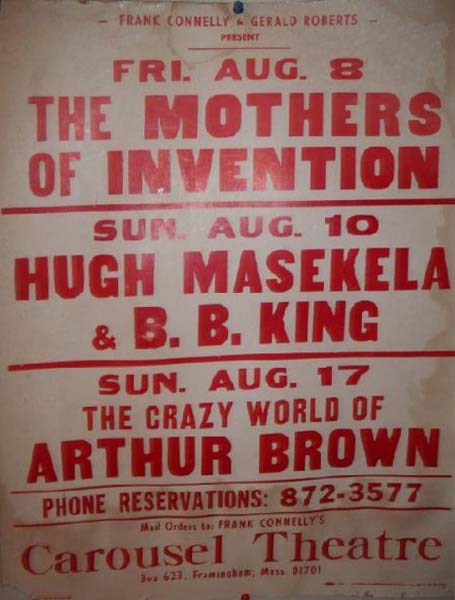 - FRANK CONNELLY & GERALD ROBERTS -
PRESENT
FRI. AUG. 8
THE MOTHERS
OF INVENTION
SUN. AUG. 10
HUGH MASEKELA
& B. B. KING
SUN. AUG. 17
THE CRAZY WORLD OF
ARTHUR BROWN
PHONE RESERVATIONS: 872-3577
Mail Orders to: FRANK CONNELLY'S
Carousel Theatre
Box 623, Framingham, Mass 01701